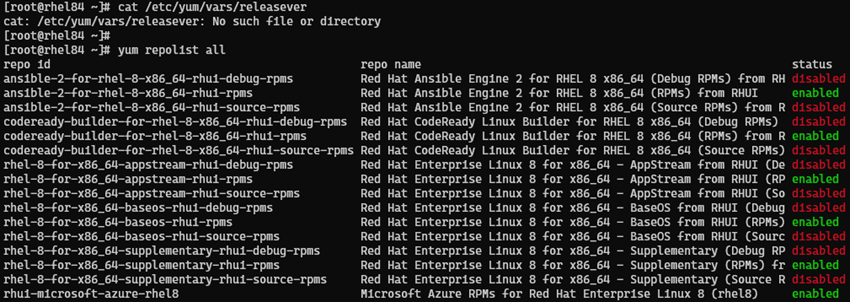 [root@rhel84 ~]# cat /etc/yum/vars/releasever
cat: /etc/yum/vars/releasever: No such file or directory
[root@rhel84 ~]#
[root@rhel84 ~]# yum repolist all
repo id repo name status
ansible-2-for-rhel-8-x86_64-rhui-debug-rpms Red Hat Ansible Engine 2 for RHEL 8 x86_64 (Debug RPMs) from RH disabled
ansible-2-for-rhel-8-x86_64-rhui-rpms Red Hat Ansible Engine 2 for RHEL 8 x86_64 (RPMs) from RHUI enabled
ansible-2-for-rhel-8-x86_64-rhui-source-rpms Red Hat Ansible Engine 2 for RHEL 8 x86_64 (Source RPMs) from R disabled
codeready-builder-for-rhel-8-x86_64-rhui-debug-rpms Red Hat CodeReady Linux Builder for RHEL 8 x86_64 (Debug RPMs) disabled
codeready-builder-for-rhel-8-x86_64-rhui-rpms Red Hat CodeReady Linux Builder for RHEL 8 x86_64 (RPMs) from R enabled
codeready-builder-for-rhel-8-x86_64-rhui-source-rpms Red Hat CodeReady Linux Builder for RHEL 8 x86_64 (Source RPMs) disabled
rhel-8-for-x86_64-appstream-rhui-debug-rpms Red Hat Enterprise Linux 8 for x86_64 - AppStream from RHUI (De disabled
rhel-8-for-x86_64-appstream-rhui-rpms Red Hat Enterprise Linux 8 for x86_64 - AppStream from RHUI (RP enabled
rhel-8-for-x86_64-appstream-rhui-source-rpms Red Hat Enterprise Linux 8 for x86_64 - AppStream from RHUI (So disabled
rhel-8-for-x86_64-baseos-rhui-debug-rpms Red Hat Enterprise Linux 8 for x86_64 - BaseOS from RHUI (Debug disabled
rhel-8-for-x86_64-baseos-rhui-rpms Red Hat Enterprise Linux 8 for x86_64 - BaseOS from RHUI (RPMs) enabled
rhel-8-for-x86_64-baseos-rhui-source-rpms Red Hat Enterprise Linux 8 for x86_64 - BaseOS from RHUI (Sourc disabled
rhel-8-for-x86_64-supplementary-rhui-debug-rpms Red Hat Enterprise Linux 8 for x86_64 - Supplementary (Debug RP disabled
rhel-8-for-x86_64-supplementary-rhui-rpms Red Hat Enterprise Linux 8 for x86_64 - Supplementary (RPMs) fr enabled
rhel-8-for-x86_64-supplementary-rhui-source-rpms Red Hat Enterprise Linux 8 for x86_64 - Supplementary (Source R disabled
rhui-microsoft-azure-rhel8 Microsoft Azure RPMs for Red Hat Enterprise Linux 8 (rhel8) enabled